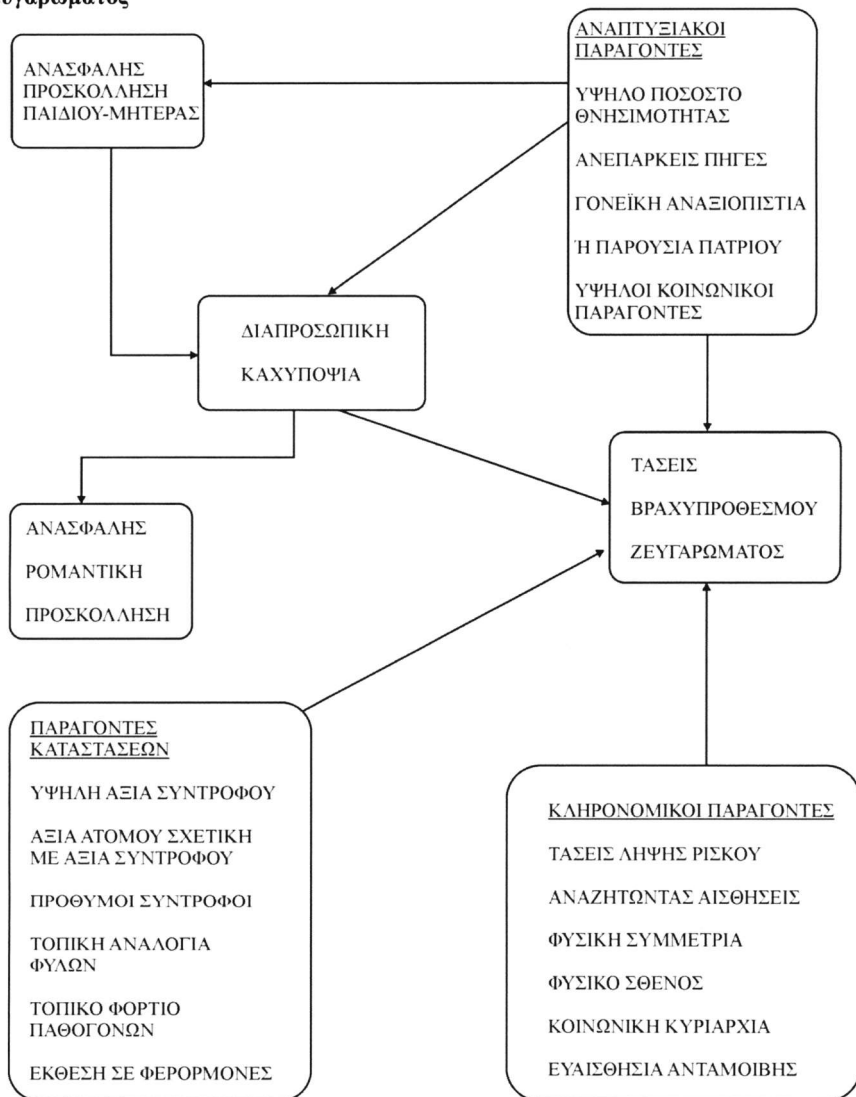 ΑΝΑΣΦΑΛΗΣ
ΠΡΟΣΚΟΛΛΗΣΗ
ΠΑΙΔΙΟΥ-ΜΗΤΕΡΑΣ
ΑΝΑΠΤΥΞΙΑΚΟΙ
ΠΑΡΑΓΟΝΤΕΣ
ΥΨΗΛΟ ΠΟΣΟΣΤΟ
ΘΝΗΣΙΜΟΤΗΤΑΣ
ΑΝΕΠΑΡΚΕΙΣ ΠΗΓΕΣ
ΓΟΝΕΪΚΗ ΑΝΑΞΙΟΠΙΣΤΙΑ
Ή ΠΑΡΟΥΣΙΑ ΠΑΤΡΙΟΥ
ΥΨΗΛΟΙ ΚΟΙΝΩΝΙΚΟΙ
ΠΑΡΑΓΟΝΤΕΣ
ΔΙΑΠΡΟΣΩΠΙΚΗ
ΚΑΧΥΠΟΨΙΑ
ΤΑΣΕΙΣ
ΒΡΑΧΥΠΡΟΘΕΣΜΟΥ
ΖΕΥΓΑΡΩΜΑΤΟΣ
ΑΝΑΣΦΑΛΗΣ
ΡΟΜΑΝΤΙΚΗ
ΠΡΟΣΚΟΛΛΗΣΗ
ΠΑΡΑΓΟΝΤΕΣ
ΚΑΤΑΣΤΑΣΕΩΝ
ΥΨΗΛΗ ΑΞΙΑ ΣΥΝΤΡΟΦΟΥ
ΑΞΙΑ ΑΤΟΜΟΥ ΣΧΕΤΙΚΗ
ΜΕ ΑΞΙΑ ΣΥΝΤΡΟΦΟΥ
ΠΡΟΘΥΜΟΙ ΣΥΝΤΡΟΦΟΙ
ΤΟΠΙΚΗ ΑΝΑΛΟΓΙΑ
ΦΥΛΩΝ
ΤΟΠΙΚΟ ΦΟΡΤΙΟ
ΠΑΘΟΓΟΝΩΝ
ΕΚΘΕΣΗ ΣΕ ΦΕΡΟΡΜΟΝΕΣ
ΚΛΗΡΟΝΟΜΙΚΟΙ ΠΑΡΑΓΟΝΤΕΣ
ΤΑΣΕΙΣ ΛΗΨΗΣ ΡΙΣΚΟΥ
ΑΝΑΖΗΤΩΝΤΑΣ ΑΙΣΘΗΣΕΙΣ
ΦΥΣΙΚΗ ΣΥΜΜΕΤΡΙΑ
ΦΥΣΙΚΟ ΣΘΕΝΟΣ
ΚΟΙΝΩΝΙΚΗ ΚΥΡΙΑΡΧΙΑ
ΕΥΑΙΣΘΗΣΙΑ ΑΝΤΑΜΟΙΒΗΣ